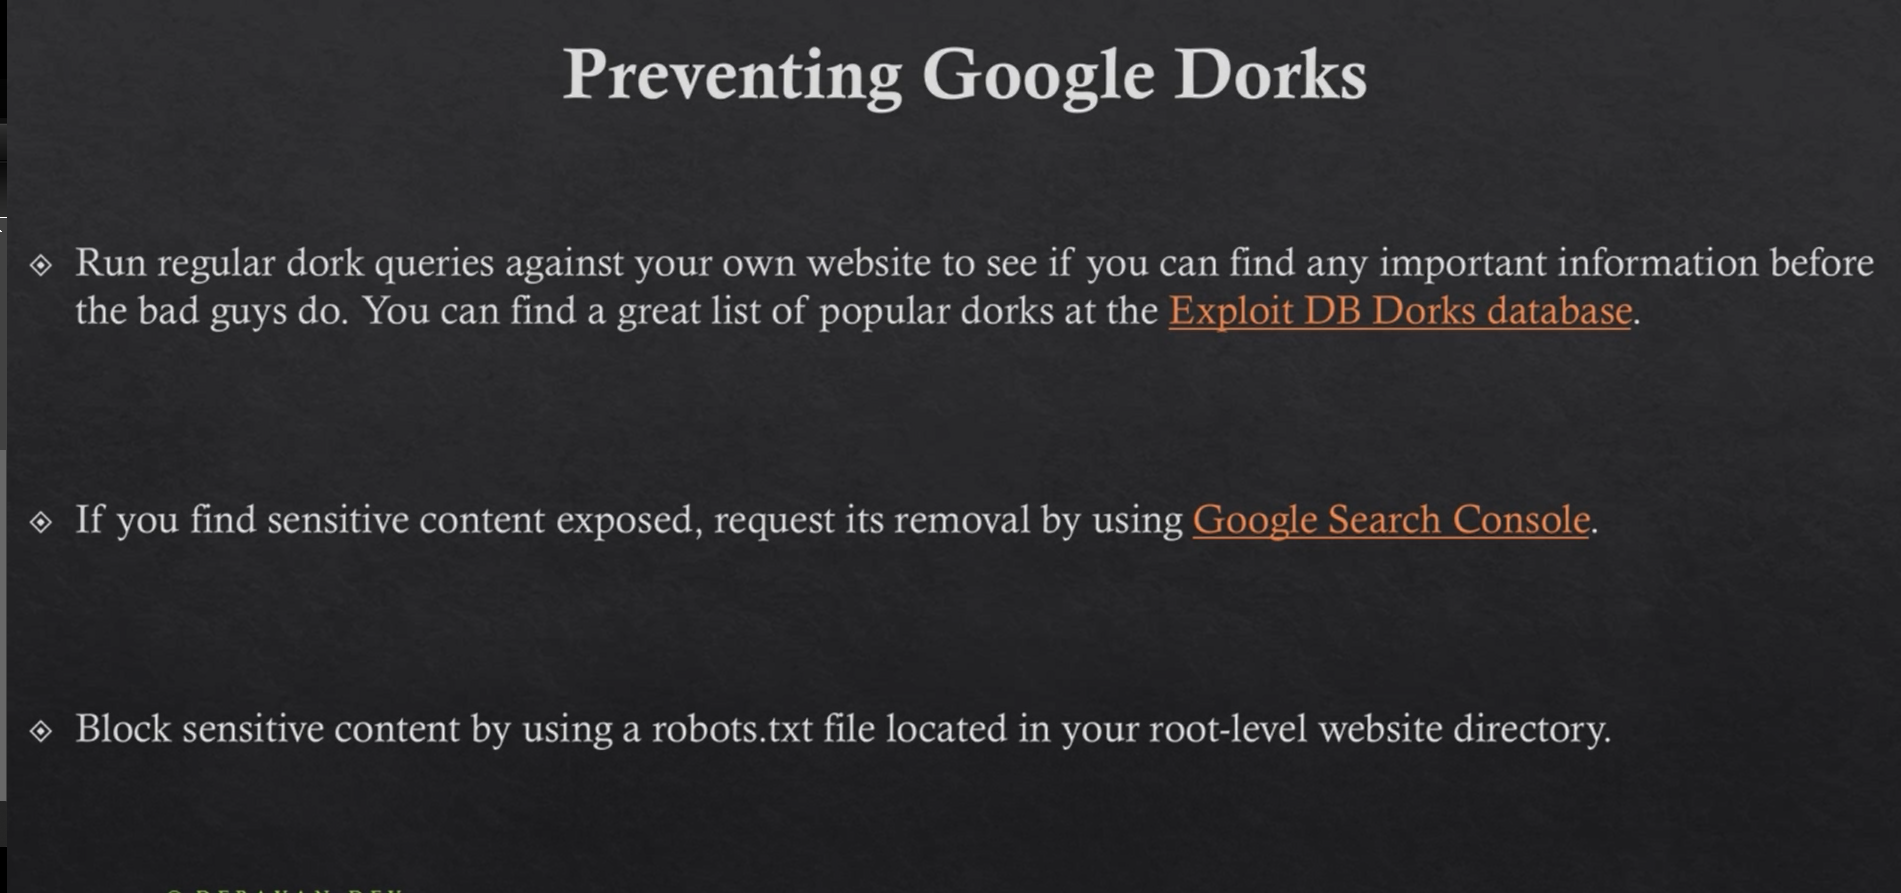 Preventing Google Dorks
Run regular dork queries against your own website to see if you can find any important information before
the bad guys do. You can find a great list of popular dorks at the Exploit DB Dorks database.
If you find sensitive content exposed, request its removal by using Google Search Console.
Block sensitive content by using a robots.txt file located in your root-level website directory.